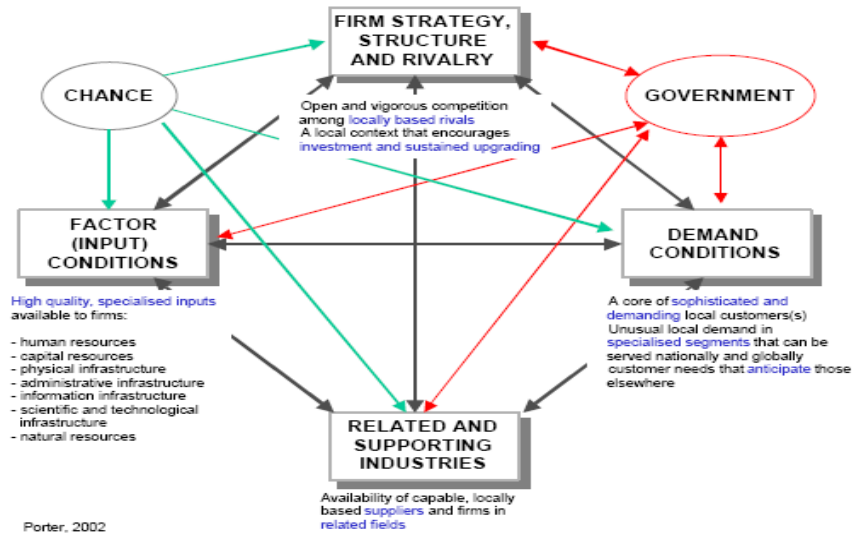 FIRM STRATEGY,
STRUCTURE
AND RIVALRY
CHANCE
GOVERNMENT
Open and vigorous competition
among locally based rivals
A local context that encourages
investment and sustained upgrading
FACTOR
(INPUT)
CONDITIONS
DEMAND
CONDITIONS
High quality, specialised inputs
available to firms:
- human resources
- capital resources
- physical infrastructure
- administrative infrastructure
- information infrastructure
- scientific and technological
infrastructure
- natural resources
A core of sophisticated and
demanding local customers(s)
Unusual local demand in
specialised segments that can be
served nationally and globally
customer needs that anticipate those
elsewhere
RELATED AND
SUPPORTING
INDUSTRIES
Availability of capable, locally
based suppliers and firms in
related fields
Porter, 2002